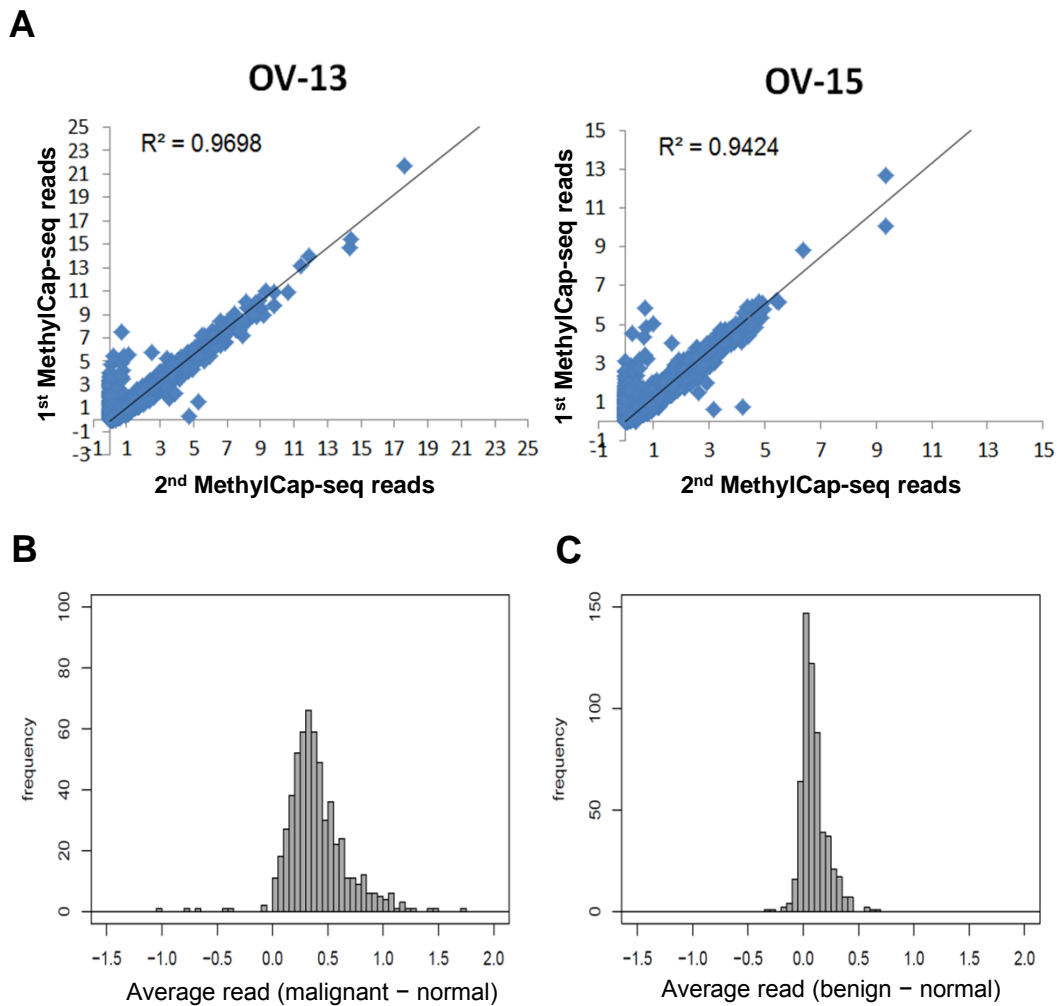 A
OV-13
R² = 0.9698
25
23
21
19
17
15
13
11
9
7
5
3
1
-1
-3
-1 1 3 5 7 9 11 13 15 17 19 21 23 25
1st MethylCap-seq reads
2nd MethylCap-seq reads
OV-15
R² = 0.9424
15
13
11
9
7
5
3
1
-1
-1 1 3 5 7 9 11 13 15
1st MethylCap-seq reads
2nd MethylCap-seq reads
B
100
80
60
40
20
0
frequency
−1.5 −1.0 −0.5 0.0 0.5 1.0 1.5 2.0
Average read (malignant − normal)
C
150
100
50
0
frequency
−1.5 −1.0 −0.5 0.0 0.5 1.0 1.5 2.0
Average read (benign − normal)